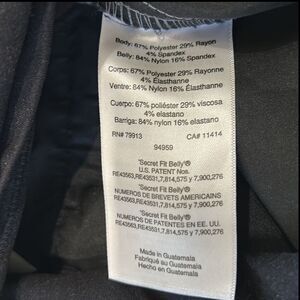 Body: 67% Polyester 29% Rayon
4% Spandex
Belly: 84% Nylon 16% Spandex
Corps: 67% Polyester 29% Rayonne
4% Élasthanne
Ventre: 84% Nylon 16% Élasthanne
Cuerpo: 67% poliéster 29% viscosa
4% elastano
Barriga: 84% nylon 16% elastano
RN# 79913 CA# 11414
94959
'Secret Fit Belly'®
U.S. PATENT Nos.
RE43563,RE43531,7,814,575 y 7,900,276
'Secret Fit Belly'®
NUMEROS DE BREVETS AMERICAINS
RE43563,RE43531,7,814,575 y 7,900,276
'Secret Fit Belly'®
NUMEROS DE PATENTES EN EE. UU.
RE43563,RE43531,7,814,575 y 7,900,276
Made in Guatemala
Fabriqué au Guatemala
Hecho en Guatemala